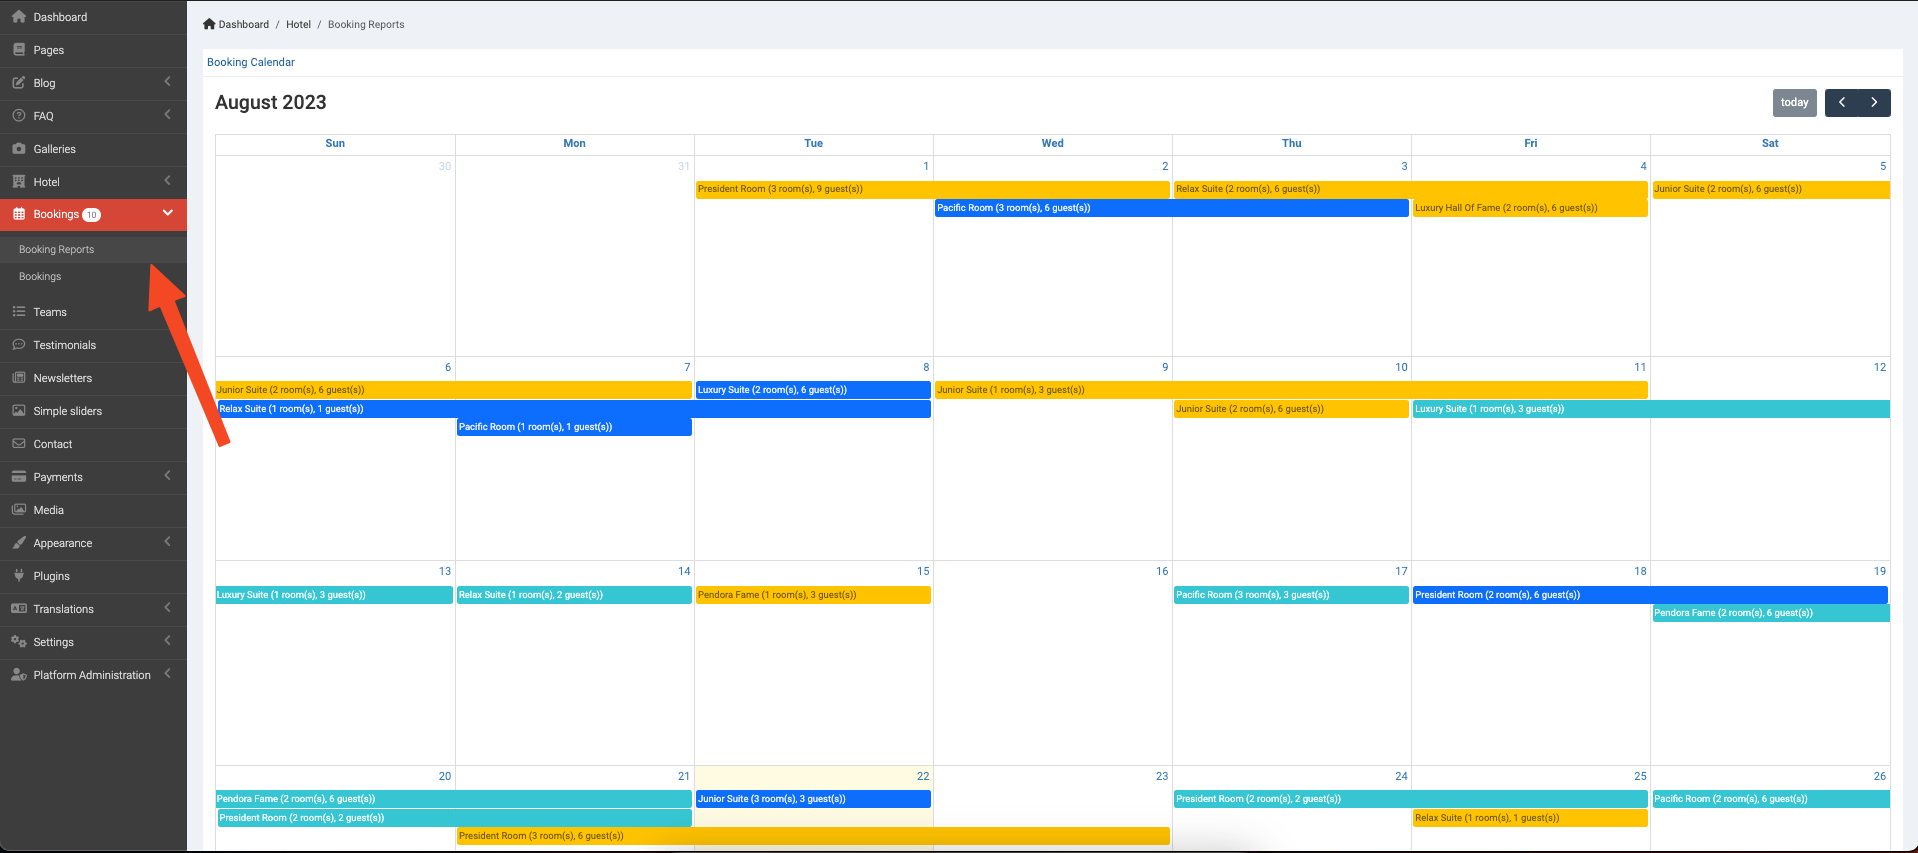 Dashboard
Pages
Blog
FAQ
Galleries
Hotel
Bookings 10
Booking Reports
Bookings
Teams
Testimonials
Newsletters
Simple sliders
Contact
Payments
Media
Appearance
Plugins
Translations
Settings
Platform Administration
Dashboard / Hotel / Booking Reports
Booking Calendar
August 2023
today
Sun Mon Tue Wed Thu Fri Sat
30 31 1 2 3 4 5
President Room (3 room(s), 9 guest(s)) Relax Suite (2 room(s), 6 guest(s)) Junior Suite (2 room(s), 6 guest(s))
Pacific Room (3 room(s), 6 guest(s)) Luxury Hall Of Fame (2 room(s), 6 guest(s))
6 7 8 9 10 11 12
Junior Suite (2 room(s), 6 guest(s)) Luxury Suite (2 room(s), 6 guest(s)) Junior Suite (1 room(s), 3 guest(s))
Relax Suite (1 room(s), 1 guest(s)) Junior Suite (2 room(s), 6 guest(s)) Luxury Suite (1 room(s), 3 guest(s))
Pacific Room (1 room(s), 1 guest(s))
13 14 15 16 17 18 19
Luxury Suite (1 room(s), 3 guest(s)) Relax Suite (1 room(s), 2 guest(s)) Pendora Fame (1 room(s), 3 guest(s)) Pacific Room (3 room(s), 3 guest(s)) President Room (2 room(s), 6 guest(s))
Pendora Fame (2 room(s), 6 guest(s))
20 21 22 23 24 25 26
Pendora Fame (2 room(s), 6 guest(s)) Junior Suite (3 room(s), 3 guest(s)) President Room (2 room(s), 2 guest(s)) Pacific Room (2 room(s), 6 guest(s))
President Room (2 room(s), 2 guest(s)) Relax Suite (1 room(s), 1 guest(s))
President Room (3 room(s), 6 guest(s))